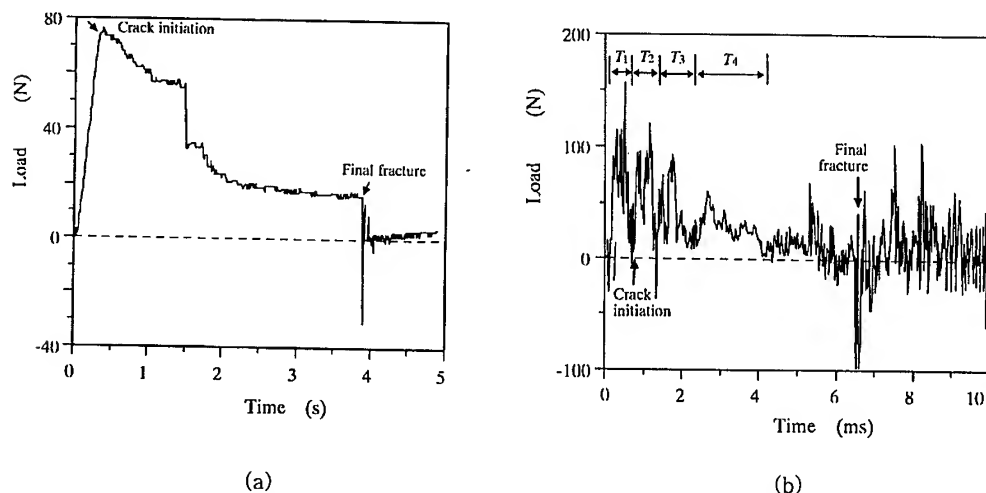 80
40
0
-40
Load (N)
0 1 2 3 4 5
Time (s)
Crack initiation
Final fracture
(a)
200
100
0
-100
Load (N)
0 2 4 6 8 10
Time (ms)
T1 T2 T3 T4
Crack
initiation
Final
fracture
(b)